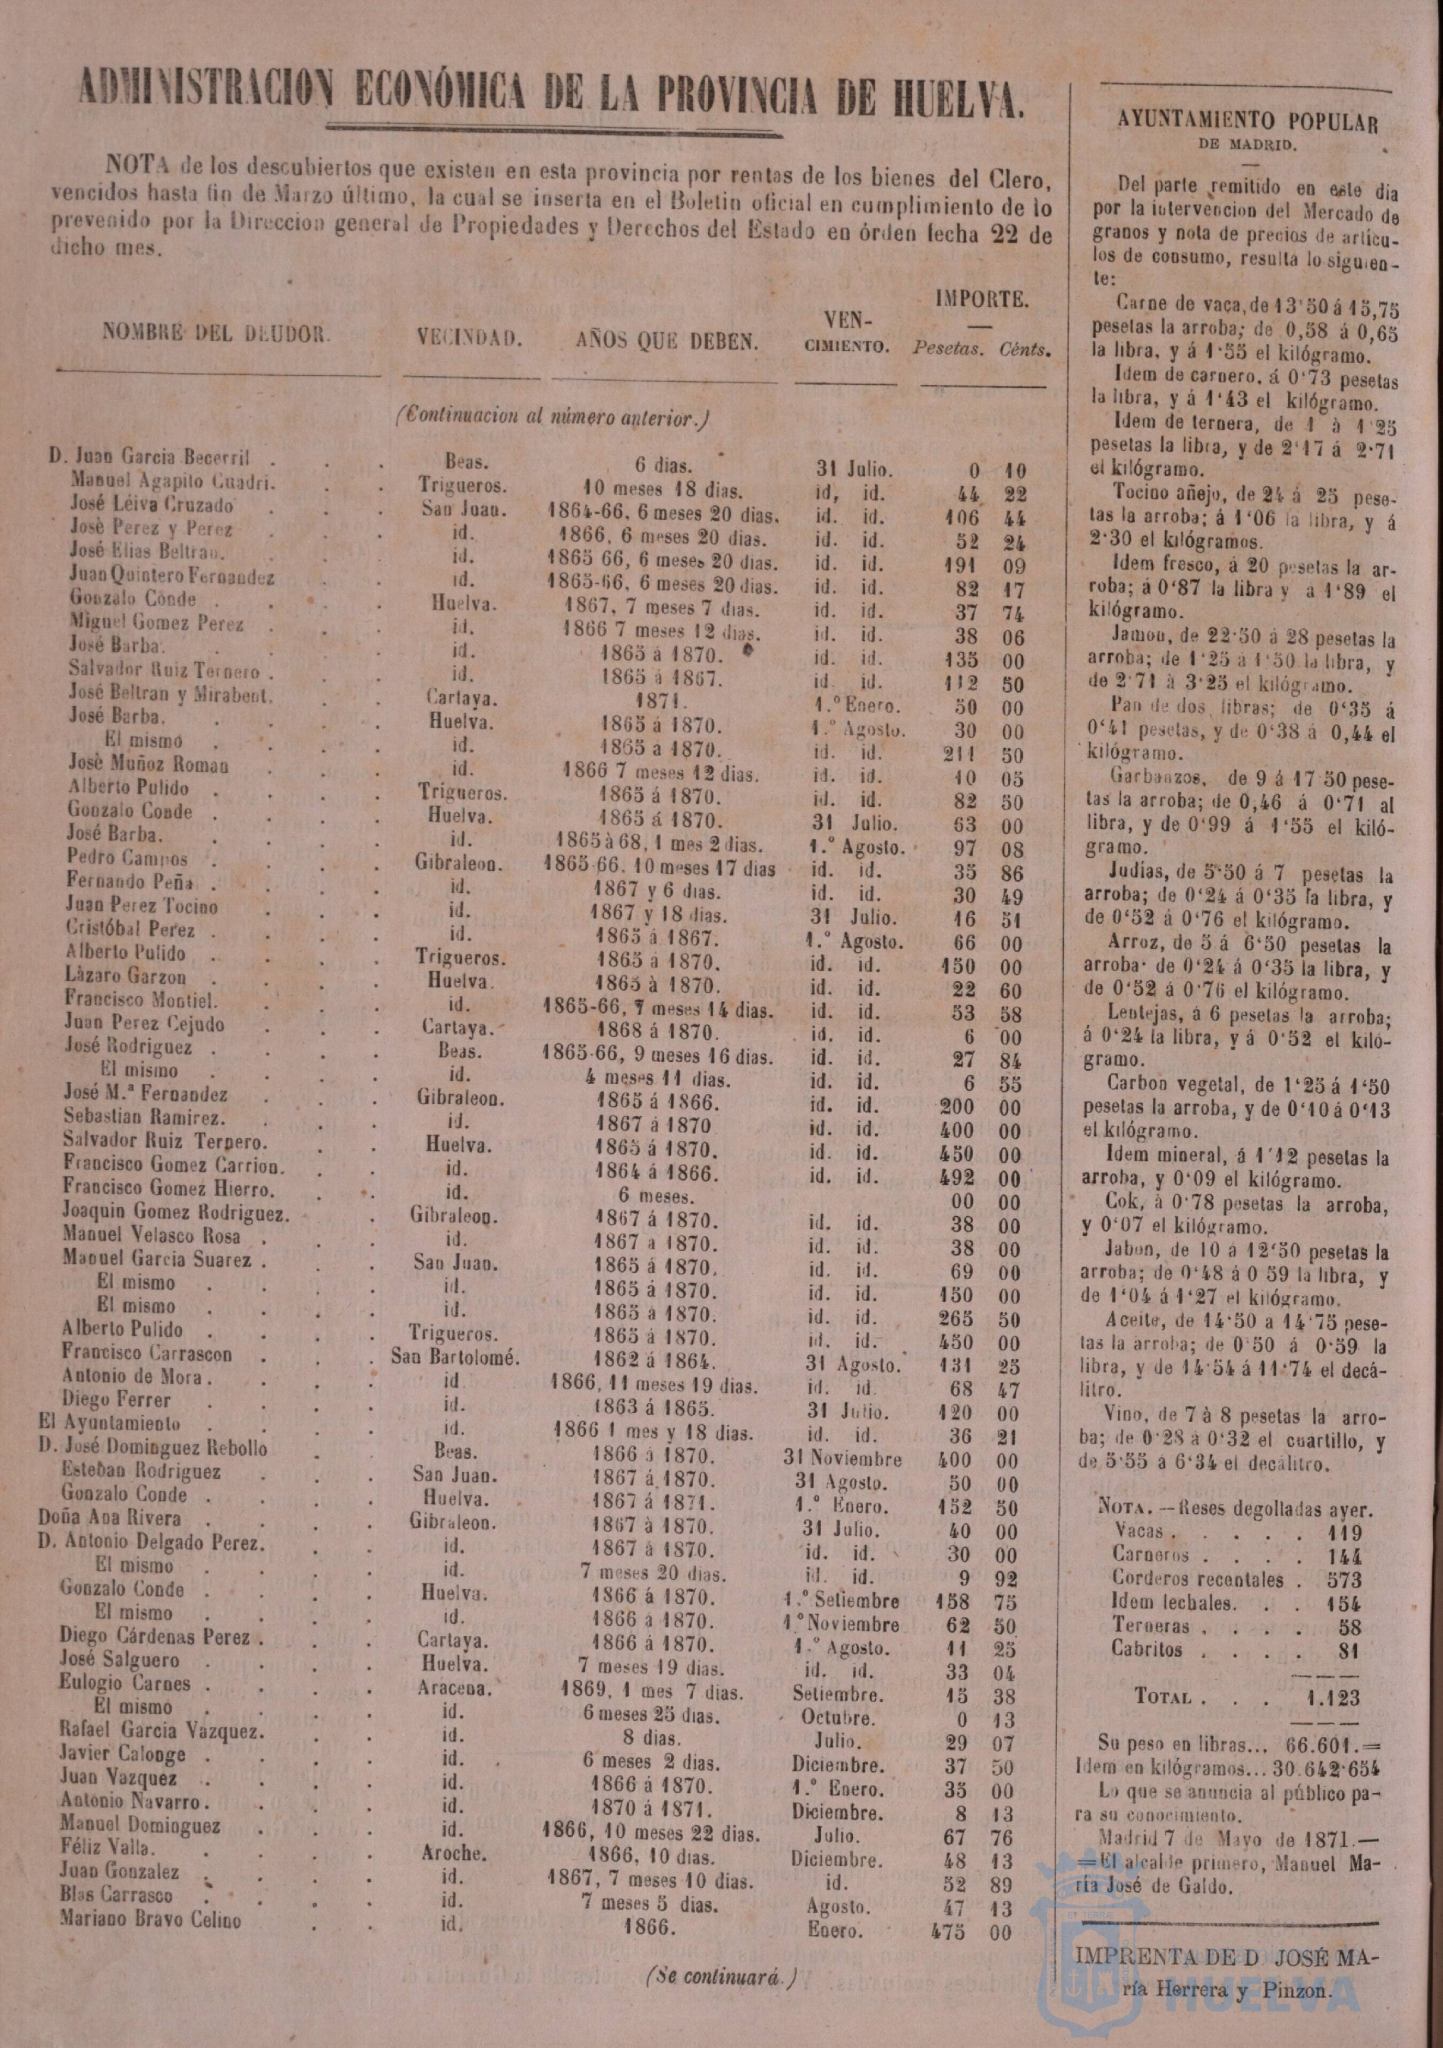 ADMINISTRACION ECONÓMICA DE LA PROVINCIA DE HUELVA.
NOTA de los descubiertos que existen en esta provincia por rentas de los bienes del Clero,
vencidos hasta fin de Marzo último, la cual se inserta en el Boletin oficial en cumplimiento de lo
prevenido por la Direccion general de Propiedades y Derechos del Estado en órden fecha 22 de
dicho mes.
NOMBRE DEL DEUDOR. VECINDAD. AÑOS QUE DEBEN. VEN-CIMIENTO. IMPORTE. Pesetas. Cénts.
(Continuacion al número anterior.)
D. Juan Garcia Becerril . . . Beas. 6 dias. 31 Julio. 0 10
Manuel Agapito Cuadri. . . Trigueros. 10 meses 18 dias. id, id. 44 22
José Léiva Cruzado . . . San Juan. 1864-66, 6 meses 20 dias. id. id. 106 44
José Perez y Perez . . . id. 1866, 6 meses 20 dias. id. id. 52 24
José Elias Beltran. . . . id. 1865 66, 6 meses 20 dias. id. id. 191 09
Juan Quintero Fernandez . . id. 1865-66, 6 meses 20 dias. id. id. 82 17
Gonzalo Conde . . . . Huelva. 1867, 7 meses 7 dias. id. id. 37 74
Miguel Gomez Perez . . . id. 1866 7 meses 12 dias. id. id. 38 06
José Barba. . . . . id. 1865 á 1870. id. id. 135 00
Salvador Ruiz Ternero . . . id. 1865 á 1867. id. id. 112 50
José Beltran y Mirabent. . . Cartaya. 1871. 1.º Enero. 50 00
José Barba. . . . . Huelva. 1865 á 1870. 1.º Agosto. 30 00
El mismo . . . . id. 1865 a 1870. id. id. 211 50
José Muñoz Roman . . . id. 1866 7 meses 12 dias. id. id. 10 05
Alberto Pulido . . . . Trigueros. 1865 á 1870. id. id. 82 50
Gonzalo Conde . . . . Huelva. 1865 á 1870. 31 Julio. 63 00
José Barba. . . . . id. 1865 à 68, 1 mes 2 dias. 1.º Agosto. 97 08
Pedro Campos . . . . Gibraleon. 1865-66, 10 meses 17 dias id. id. 35 86
Fernando Peña . . . . id. 1867 y 6 dias. id. id. 30 49
Juan Perez Tocino . . . id. 1867 y 18 dias. 31 Julio. 16 51
Cristóbal Perez . . . . id. 1865 á 1867. 1.º Agosto. 66 00
Alberto Pulido . . . . Trigueros. 1865 á 1870. id. id. 150 00
Lázaro Garzon . . . . Huelva. 1865 à 1870. id. id. 22 60
Francisco Montiel. . . . id. 1865-66, 7 meses 14 dias. id. id. 53 58
Juan Perez Cejudo . . . Cartaya. 1868 á 1870. id. id. 6 00
José Rodriguez . . . . Beas. 1865-66, 9 meses 16 dias. id. id. 27 84
El mismo . . . . id. 4 meses 11 dias. id. id. 6 55
José M.ª Fernandez . . . Gibraleon. 1865 á 1866. id. id. 200 00
Sebastian Ramirez. . . . id. 1867 á 1870 id. id. 400 00
Salvador Ruiz Ternero. . . Huelva. 1865 á 1870. id. id. 450 00
Francisco Gomez Carrion. . . id. 1864 á 1866. id. id. 492 00
Francisco Gomez Hierro. . . id. 6 meses. 00 00
Joaquin Gomez Rodriguez. . . Gibraleon. 1867 á 1870. id. id. 38 00
Manuel Velasco Rosa . . . id. 1867 a 1870. id. id. 38 00
Manuel Garcia Suarez . . . San Juan. 1865 á 1870. id. id. 69 00
El mismo . . . . id. 1865 á 1870. id. id. 150 00
El mismo . . . . id. 1865 á 1870. id. id. 265 50
Alberto Pulido . . . . Trigueros. 1865 á 1870. id. id. 450 00
Francisco Carrascon . . . San Bartolomé. 1862 á 1864. 31 Agosto. 131 25
Antonio de Mora . . . . id. 1866, 11 meses 19 dias. id. id. 68 47
Diego Ferrer . . . . id. 1863 á 1865. 31 Julio. 120 00
El Ayuntamiento . . . . id. 1866 1 mes y 18 dias. id. id. 36 21
D. José Dominguez Rebollo . . Beas. 1866 á 1870. 31 Noviembre 400 00
Esteban Rodriguez . . . San Juan. 1867 á 1870. 31 Agosto. 50 00
Gonzalo Conde . . . . Huelva. 1867 á 1871. 1.º Enero. 152 50
Doña Ana Rivera . . . . Gibraleon. 1867 à 1870. 31 Julio. 40 00
D. Antonio Delgado Perez. . . id. 1867 á 1870. id. id. 30 00
El mismo . . . . id. 7 meses 20 dias. id. id. 9 92
Gonzalo Conde . . . . Huelva. 1866 á 1870. 1.º Setiembre 158 75
El mismo . . . . id. 1866 á 1870. 1.º Noviembre 62 50
Diego Cárdenas Perez . . . Cartaya. 1866 á 1870. 1.º Agosto. 11 25
José Salguero . . . . Huelva. 7 meses 19 dias. id. id. 33 04
Eulogio Carnes . . . . Aracena. 1869, 1 mes 7 dias. Setiembre. 15 38
El mismo . . . . id. 6 meses 25 dias. Octubre. 0 13
Rafael Garcia Vazquez. . . id. 8 dias. Julio. 29 07
Javier Calonge . . . . id. 6 meses 2 dias. Diciembre. 37 50
Juan Vazquez . . . . id. 1866 á 1870. 1.º Enero. 35 00
Antonio Navarro . . . . id. 1870 á 1871. Diciembre. 8 13
Manuel Dominguez . . . id. 1866, 10 meses 22 dias. Julio. 67 76
Féliz Valla. . . . . Aroche. 1866, 10 dias. Diciembre. 48 13
Juan Gonzalez . . . . id. 1867, 7 meses 10 dias. id. 52 89
Blas Carrasco . . . . id. 7 meses 5 dias. Agosto. 47 13
Mariano Bravo Celino . . id. 1866. Enero. 475 00
(Se continuará.)
AYUNTAMIENTO POPULAR
DE MADRID.
Del parte remitido en este dia
por la intervencion del Mercado de
granos y nota de precios de artícu-
los de consumo, resulta lo siguien-
te:
Carne de vaca, de 13'50 á 15,75
pesetas la arroba; de 0,58 á 0,65
la libra, y á 1'55 el kilógramo.
Idem de carnero, á 0'73 pesetas
la libra, y á 1'43 el kilógramo.
Idem de ternera, de 1 à 1'25
pesetas la libra, y de 2'17 á 2'71
el kilógramo.
Tocino añejo, de 24 á 25 pese-
tas la arroba; á 1'06 la libra, y á
2'30 el kilógramos.
Idem fresco, á 20 pesetas la ar-
roba; á 0'87 la libra y a 1'89 el
kilógramo.
Jamon, de 22'50 á 28 pesetas la
arroba; de 1'25 á 1'50 la libra, y
de 2'71 à 3'25 el kilógramo.
Pan de dos libras; de 0'35 á
0'41 pesetas, y de 0'38 á 0,44 el
kilógramo.
Garbanzos, de 9 á 17'50 pese-
tas la arroba; de 0,46 á 0'71 al
libra, y de 0'99 á 1'55 el kiló-
gramo.
Judías, de 5'50 á 7 pesetas la
arroba; de 0'24 á 0'35 la libra, y
de 0'52 á 0'76 el kilógramo.
Arroz, de 5 á 6'50 pesetas la
arroba de 0'24 á 0'35 la libra, y
de 0'52 á 0'76 el kilógramo.
Lentejas, á 6 pesetas la arroba;
á 0'24 la libra, y á 0'52 el kiló-
gramo.
Carbon vegetal, de 1'25 á 1'50
pesetas la arroba, y de 0'10 á 0'13
el kilógramo.
Idem mineral, á 1'12 pesetas la
arroba, y 0'09 el kilógramo.
Cok, à 0'78 pesetas la arroba,
y 0'07 el kilógramo.
Jabon, de 10 á 12'50 pesetas la
arroba; de 0'48 á 0 59 la libra, y
de 1'04 á 1'27 el kilógramo.
Aceite, de 14'50 a 14'75 pese-
tas la arroba; de 0'50 á 0'59 la
libra, y de 14'54 á 11'74 el decá-
litro.
Vino, de 7 à 8 pesetas la arro-
ba; de 0'28 à 0'32 el cuartillo, y
de 5'55 á 6'34 el decálitro.
NOTA.—Reses degolladas ayer.
Vacas . . . . . 119
Carneros . . . . 144
Corderos recentales . 573
Idem lechales. . . 154
Terneras . . . . 58
Cabritos . . . . 81
TOTAL . . . 1.123
Su peso en libras... 66.601.=
Idem en kilógramos... 30.642'654
Lo que se anuncia al público pa-
ra su conocimiento.
Madrid 7 de Mayo de 1871.—
=El alcalde primero, Manuel Ma-
ría José de Galdo.
IMPRENTA DE D JOSÉ MA-
ría Herrera y Pinzon.
HUELVA